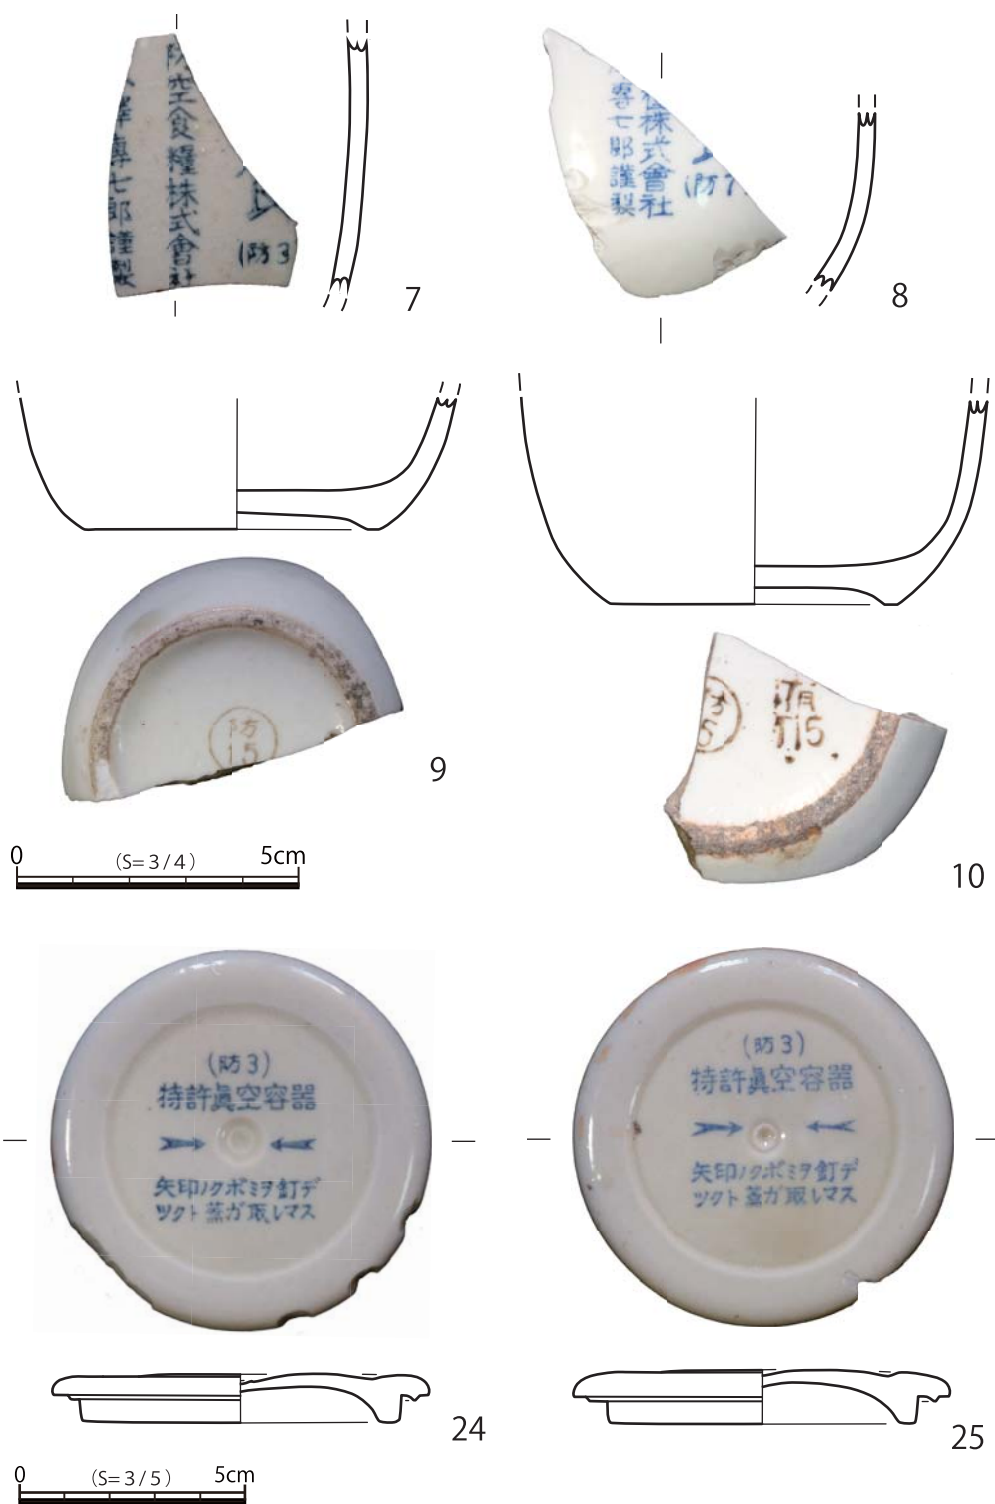 防空食糧株式會社
專七郎謹製
(防3
7
株式會社
專七郎謹製
(防7
8
防
15
9
15
10
0 (S=3/4) 5cm
(防3)
特許眞空容器
矢印ノクボミヲ釘デ
ツクト蓋ガ取レマス
24
(防3)
特許眞空容器
矢印ノクボミヲ釘デ
ツクト蓋ガ取レマス
25
0 (S=3/5) 5cm